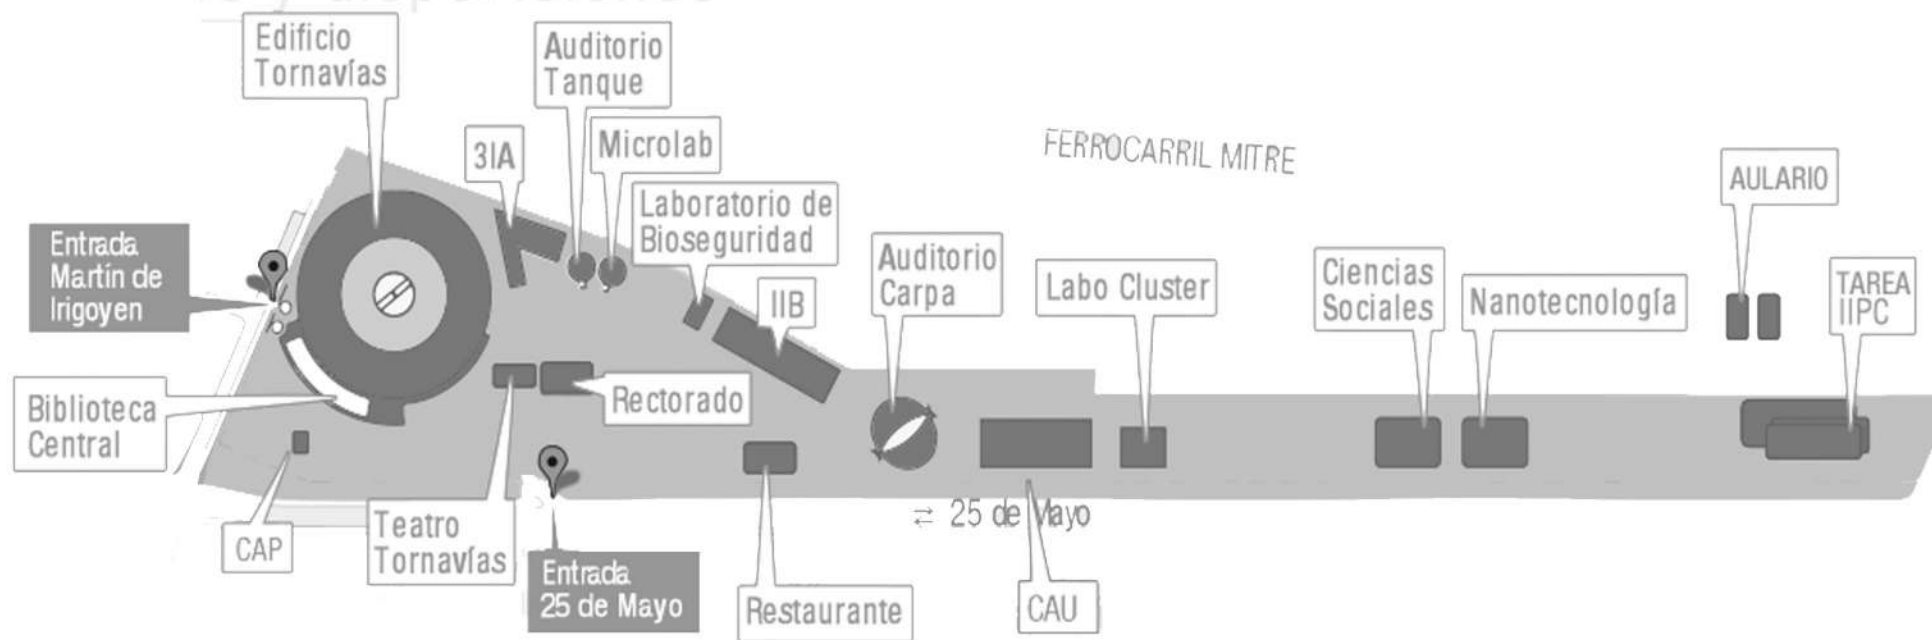 y disposiciones
Edificio
Tornavías
Auditorio
Tanque
3IA
Microlab
FERROCARRIL MITRE
Laboratorio de
Bioseguridad
AULARIO
Entrada
Martín de
Irigoyen
IIB
Auditorio
Carpa
Labo Cluster
Ciencias
Sociales
Nanotecnología
TAREA
IIPC
Biblioteca
Central
Rectorado
CAP
Teatro
Tornavías
Entrada
25 de Mayo
⇄ 25 de Mayo
Restaurante
CAU